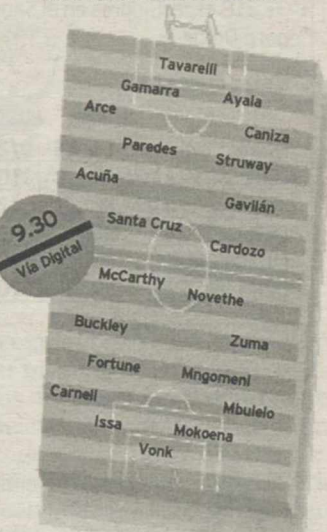 Tavarelli
Gamarra Ayala
Arce Caniza
Paredes Struway
Acuña Gavilán
Santa Cruz Cardozo
9.30
Vía Digital
McCarthy Novethe
Buckley Zuma
Fortune Mngomeni
Carnell Mbulelo
Issa Mokoena
Vonk